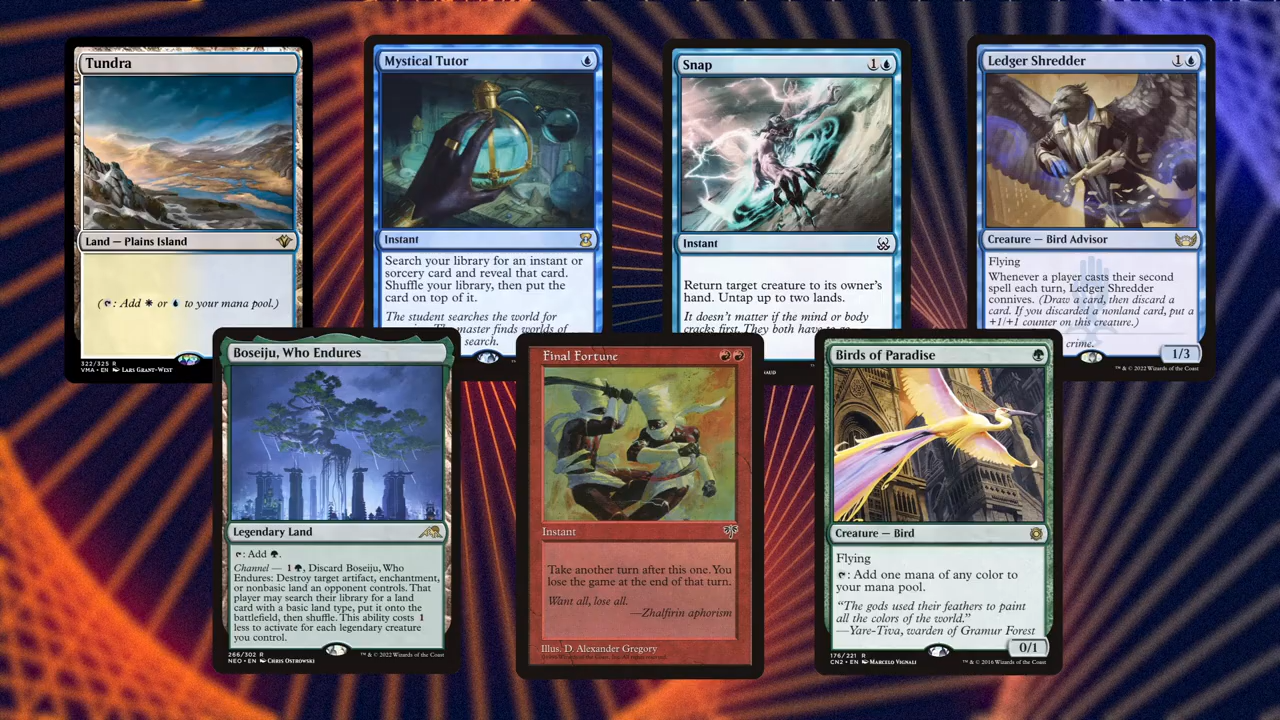 Tundra
Land — Plains Island
( : Add or to your mana pool.)
322/325 R
VMA • EN LARS GRANT-WEST
Mystical Tutor
Instant
Search your library for an instant or
sorcery card and reveal that card.
Shuffle your library, then put the
card on top of it.
The student searches the world for
The master finds worlds of
search.
Snap
1
Instant
Return target creature to its owner's
hand. Untap up to two lands.
It doesn't matter if the mind or body
cracks first. They both have to go
Ledger Shredder
1
Creature — Bird Advisor
Flying
Whenever a player casts their second
spell each turn, Ledger Shredder
connives. (Draw a card, then discard a
card. If you discarded a nonland card, put a
+1/+1 counter on this creature.)
crime.
1/3
™ & © 2022 Wizards of the Coast
Boseiju, Who Endures
Legendary Land
: Add .
Channel — 1 , Discard Boseiju, Who
Endures: Destroy target artifact, enchantment,
or nonbasic land an opponent controls. That
player may search their library for a land
card with a basic land type, put it onto the
battlefield, then shuffle. This ability costs 1
less to activate for each legendary creature
you control.
266/302 R
NEO • EN CHRIS OSTROWSKI
™ & © 2022 Wizards of the Coast
Final Fortune
Instant
Take another turn after this one. You
lose the game at the end of that turn.
Want all, lose all.
—Zhalfirin aphorism
Illus. D. Alexander Gregory
Birds of Paradise
Creature — Bird
Flying
: Add one mana of any color to
your mana pool.
"The gods used their feathers to paint
all the colors of the world."
—Yare-Tiva, warden of Gramur Forest
0/1
176/221 R
CN2 • EN MARCELO VIGNALI
™ & © 2016 Wizards of the Coast